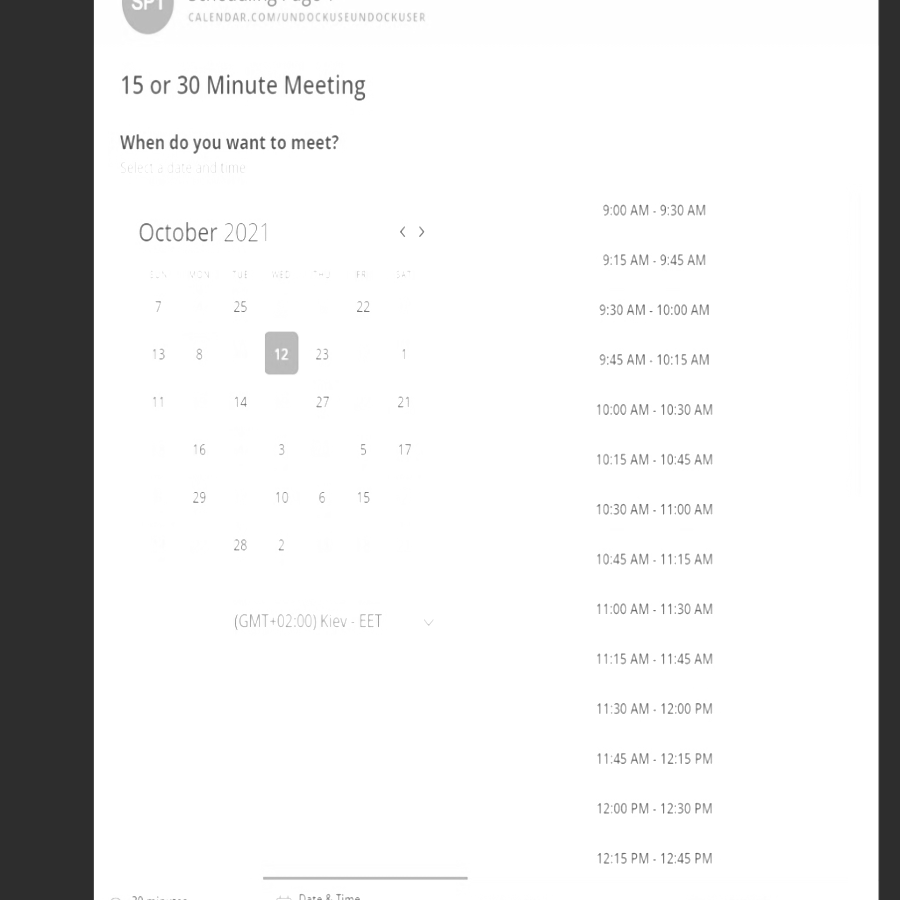 CALENDAR.COM/UNDOCKUSEUNDOCKUSER
15 or 30 Minute Meeting
When do you want to meet?
Select a date and time
October 2021
SUN MON TUE WED THU FRI SAT
7 25 22
13 8 12 23 1
11 14 27 21
16 3 5 17
29 10 6 15
28 2
(GMT+02:00) Kiev - EET
9:00 AM - 9:30 AM
9:15 AM - 9:45 AM
9:30 AM - 10:00 AM
9:45 AM - 10:15 AM
10:00 AM - 10:30 AM
10:15 AM - 10:45 AM
10:30 AM - 11:00 AM
10:45 AM - 11:15 AM
11:00 AM - 11:30 AM
11:15 AM - 11:45 AM
11:30 AM - 12:00 PM
11:45 AM - 12:15 PM
12:00 PM - 12:30 PM
12:15 PM - 12:45 PM
Date & Time